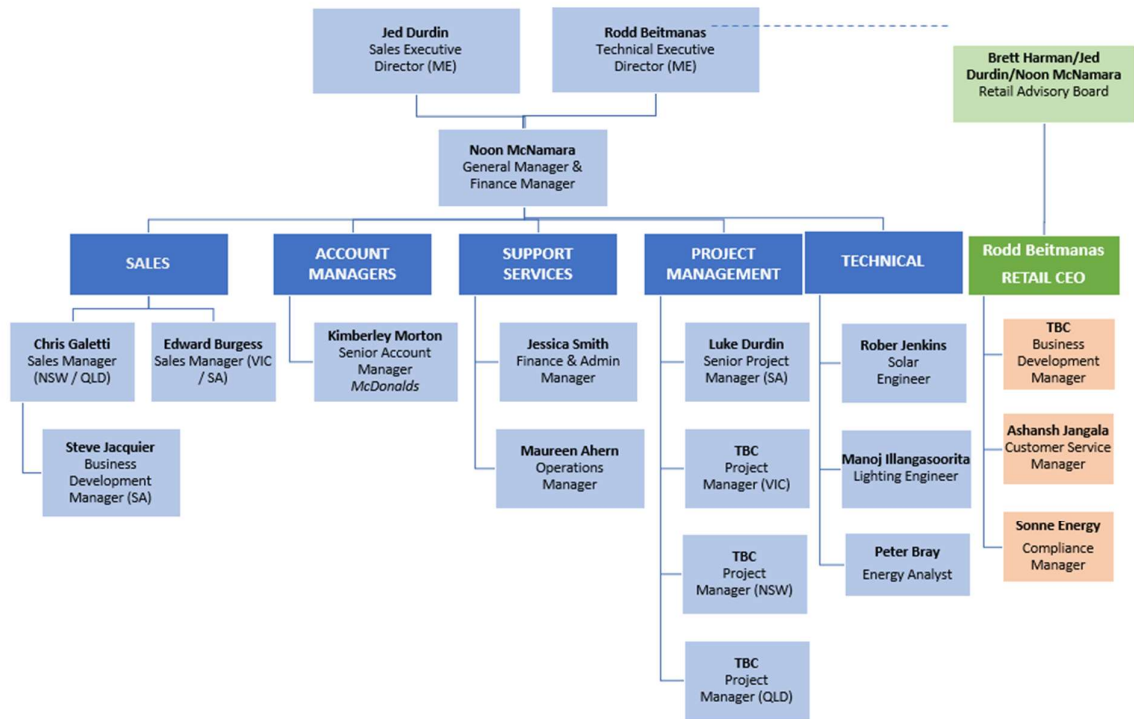 Jed Durdin
Sales Executive
Director (ME)
Rodd Beitmanas
Technical Executive
Director (ME)
Brett Harman/Jed
Durdin/Noon McNamara
Retail Advisory Board
Noon McNamara
General Manager &
Finance Manager
SALES
ACCOUNT
MANAGERS
SUPPORT
SERVICES
PROJECT
MANAGEMENT
TECHNICAL
Rodd Beitmanas
RETAIL CEO
Chris Galetti
Sales Manager
(NSW / QLD)
Edward Burgess
Sales Manager (VIC
/ SA)
Steve Jacquier
Business
Development
Manager (SA)
Kimberley Morton
Senior Account
Manager
McDonalds
Jessica Smith
Finance & Admin
Manager
Maureen Ahern
Operations
Manager
Luke Durdin
Senior Project
Manager (SA)
TBC
Project
Manager (VIC)
TBC
Project
Manager (NSW)
TBC
Project
Manager (QLD)
Rober Jenkins
Solar
Engineer
Manoj Illangasoorita
Lighting Engineer
Peter Bray
Energy Analyst
TBC
Business
Development
Manager
Ashansh Jangala
Customer Service
Manager
Sonne Energy
Compliance
Manager